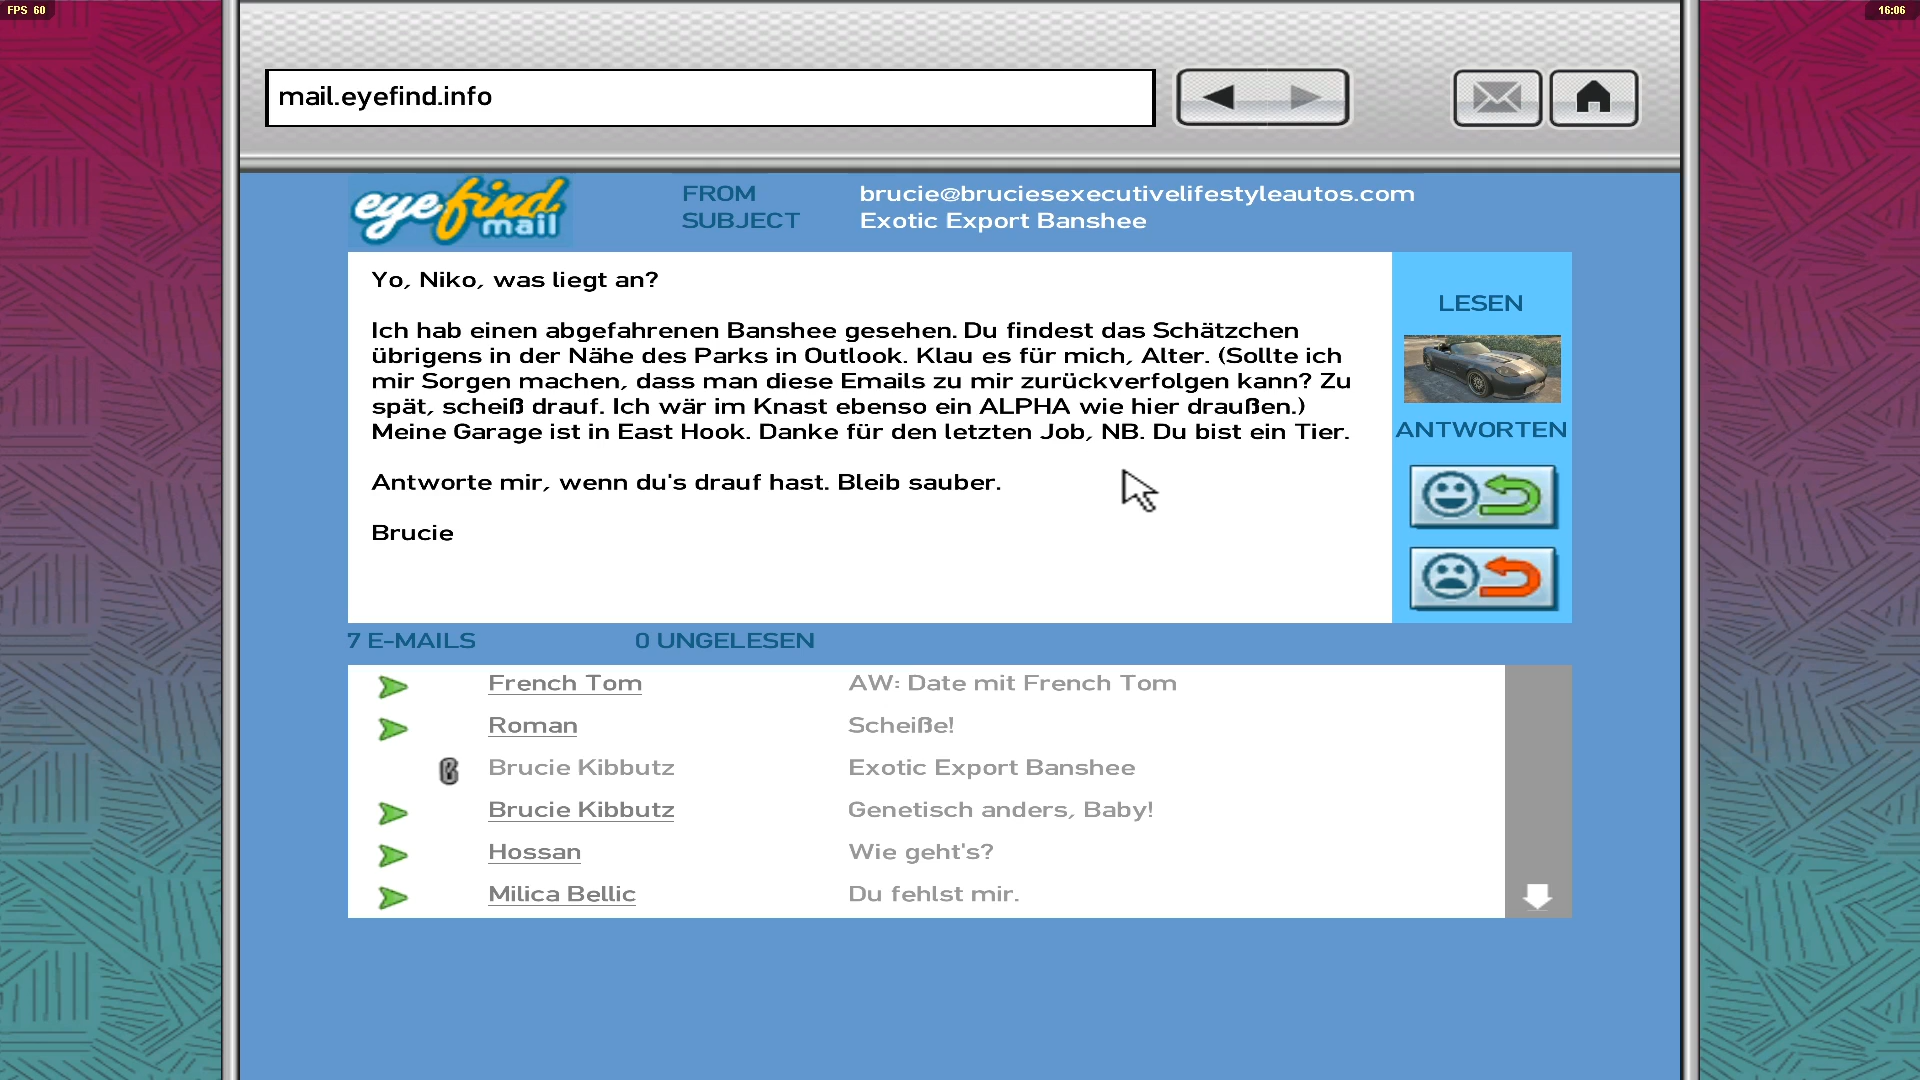 FPS 60
16:06
mail.eyefind.info
eyefind mail
FROM brucie@bruciesexecutivelifestyleautos.com
SUBJECT Exotic Export Banshee
Yo, Niko, was liegt an?
Ich hab einen abgefahrenen Banshee gesehen. Du findest das Schätzchen
übrigens in der Nähe des Parks in Outlook. Klau es für mich, Alter. (Sollte ich
mir Sorgen machen, dass man diese Emails zu mir zurückverfolgen kann? Zu
spät, scheiß drauf. Ich wär im Knast ebenso ein ALPHA wie hier draußen.)
Meine Garage ist in East Hook. Danke für den letzten Job, NB. Du bist ein Tier.
Antworte mir, wenn du's drauf hast. Bleib sauber.
Brucie
LESEN
ANTWORTEN
7 E-MAILS 0 UNGELESEN
French Tom AW: Date mit French Tom
Roman Scheiße!
Brucie Kibbutz Exotic Export Banshee
Brucie Kibbutz Genetisch anders, Baby!
Hossan Wie geht's?
Milica Bellic Du fehlst mir.